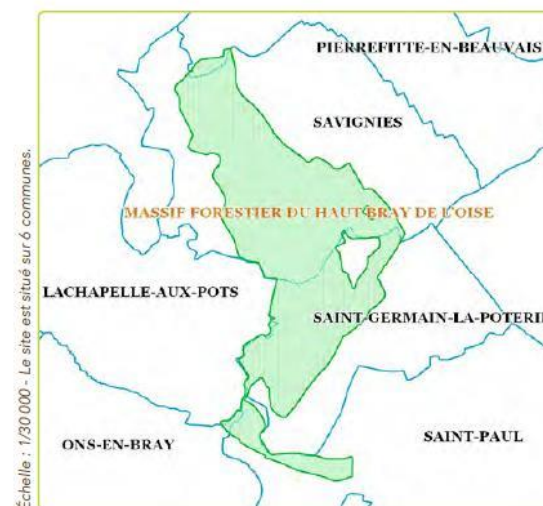 PIERREFITTE-EN-BEAUVAIS
SAVIGNIES
MASSIF FORESTIER DU HAUT BRAY DE L'OISE
LACHAPELLE-AUX-POTS
SAINT-GERMAIN-LA-POTERIE
ONS-EN-BRAY
SAINT-PAUL
Échelle : 1/30 000 - Le site est situé sur 6 communes.